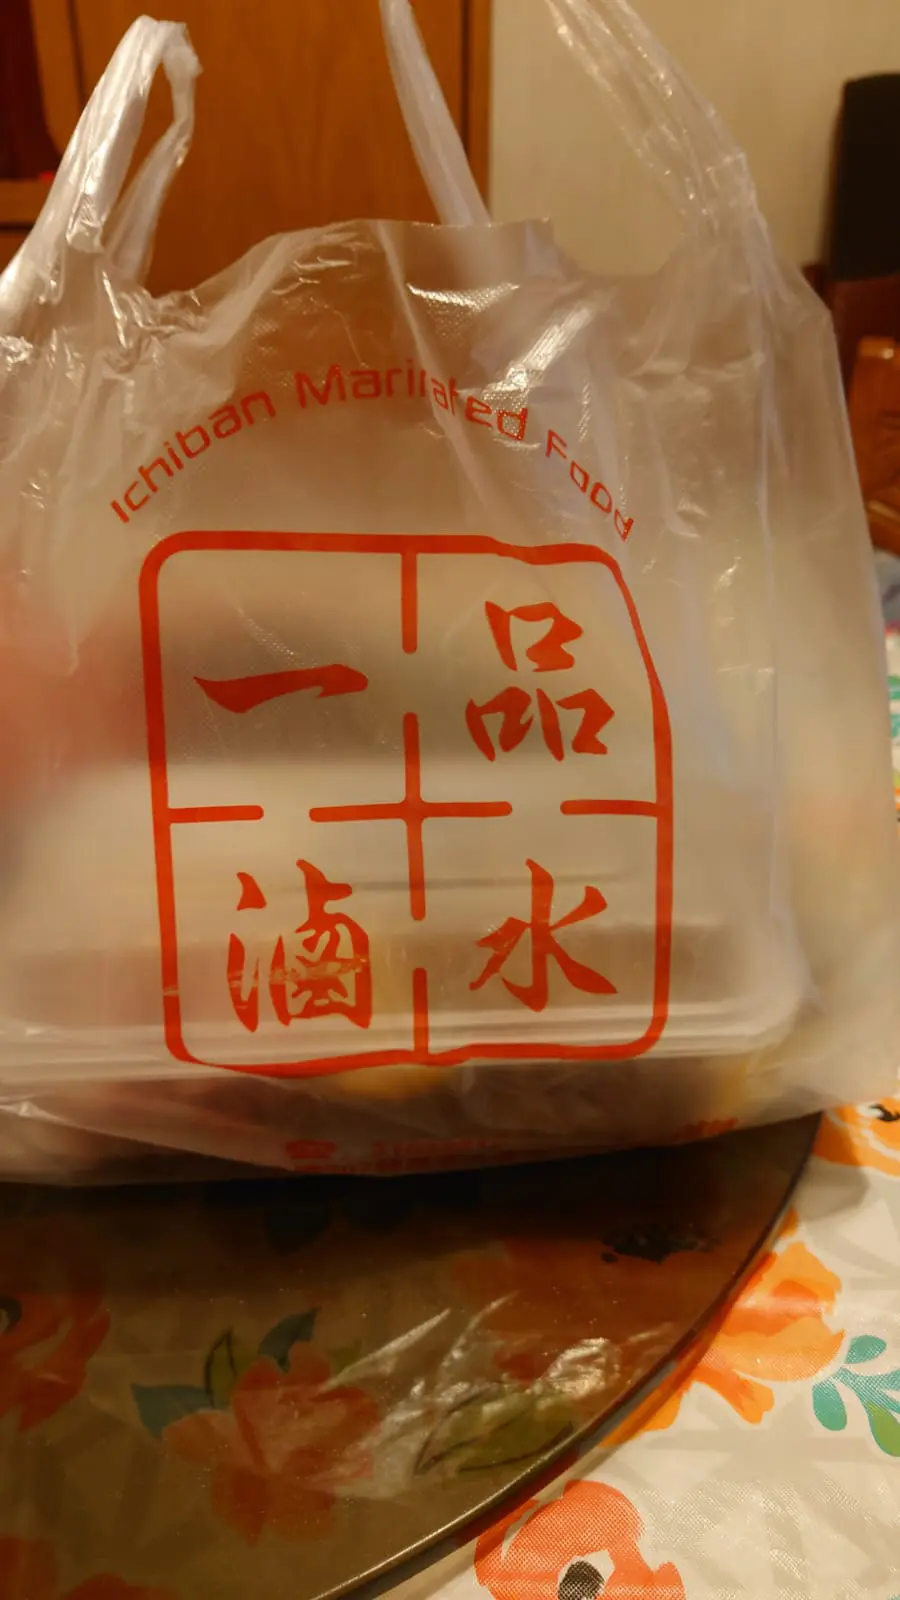 Ichiban Marinated Food
一品
滷水